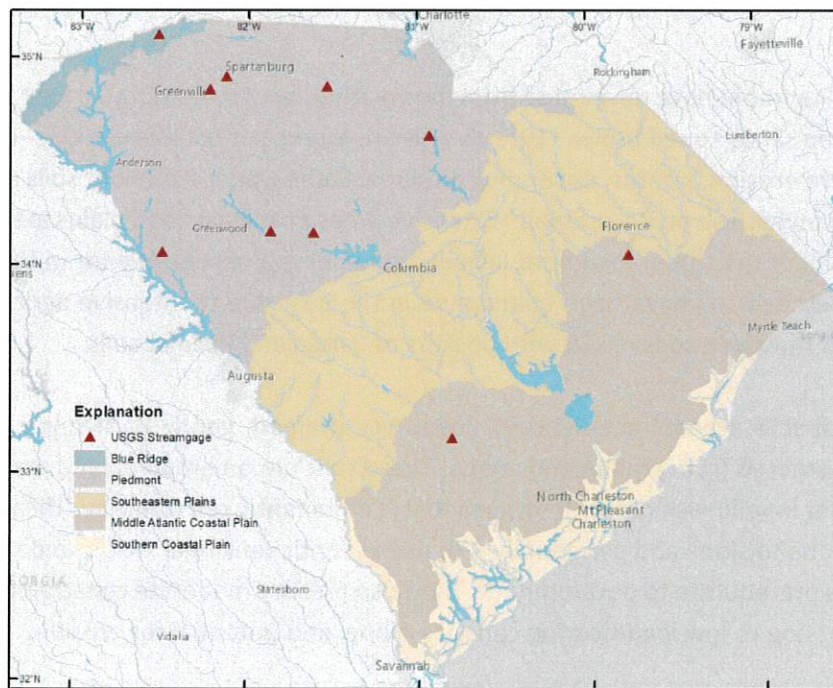 83°W
82°W
81°W
80°W
79°W
Charlotte
35°N
Fayetteville
Spartanburg
Rockingham
Greenville
Lumberton
Anderson
Greenwood
Florence
34°N
Columbia
Myrtle Beach
Augusta
Explanation
USGS Streamgage
Blue Ridge
Piedmont
33°N
Southeastern Plains
North Charleston
Mt Pleasant
Middle Atlantic Coastal Plain
Charleston
Southern Coastal Plain
GEORGIA
Statesboro
Vidalia
Savannah
32°N